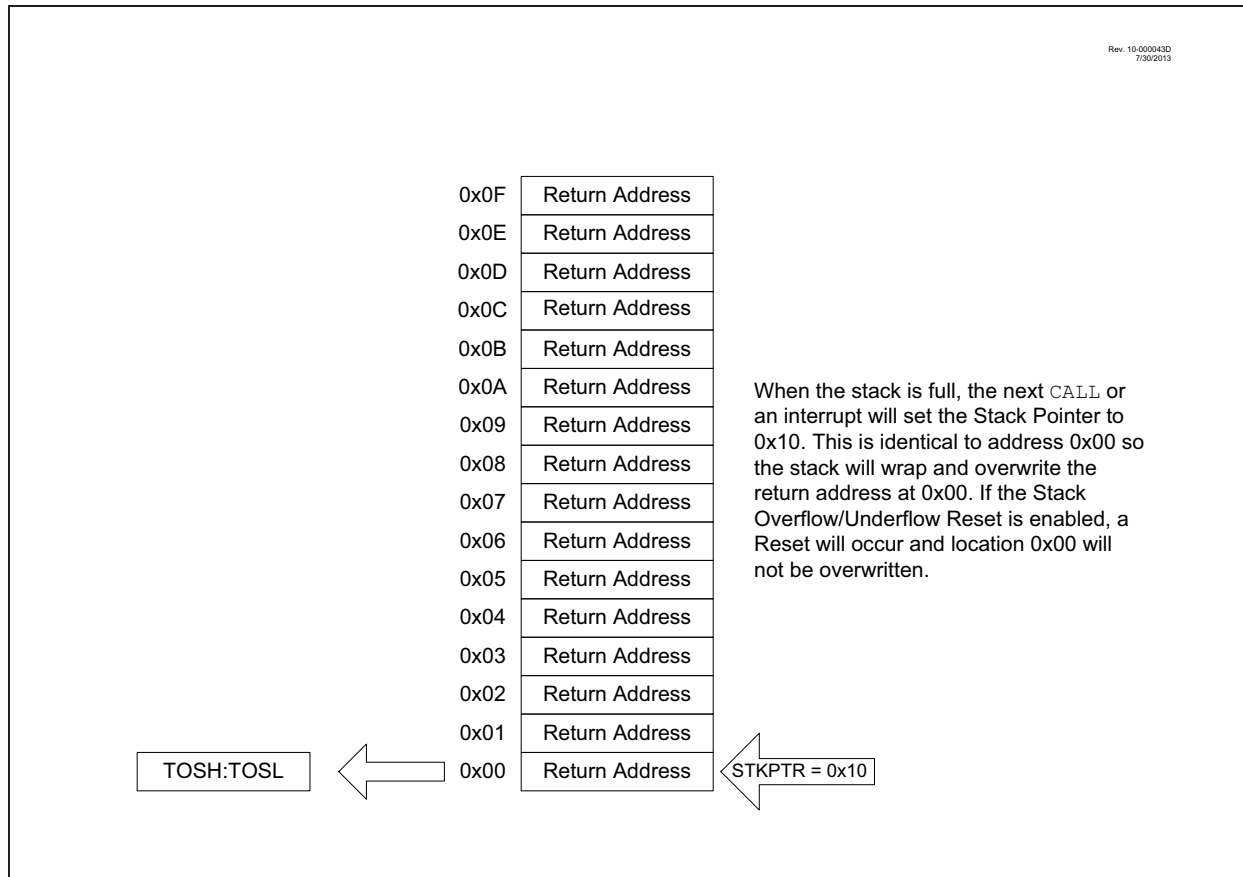 Rev. 10-000043D
7/30/2013
0x0F Return Address
0x0E Return Address
0x0D Return Address
0x0C Return Address
0x0B Return Address
0x0A Return Address
0x09 Return Address
0x08 Return Address
0x07 Return Address
0x06 Return Address
0x05 Return Address
0x04 Return Address
0x03 Return Address
0x02 Return Address
0x01 Return Address
TOSH:TOSL 0x00 Return Address STKPTR = 0x10
When the stack is full, the next CALL or
an interrupt will set the Stack Pointer to
0x10. This is identical to address 0x00 so
the stack will wrap and overwrite the
return address at 0x00. If the Stack
Overflow/Underflow Reset is enabled, a
Reset will occur and location 0x00 will
not be overwritten.